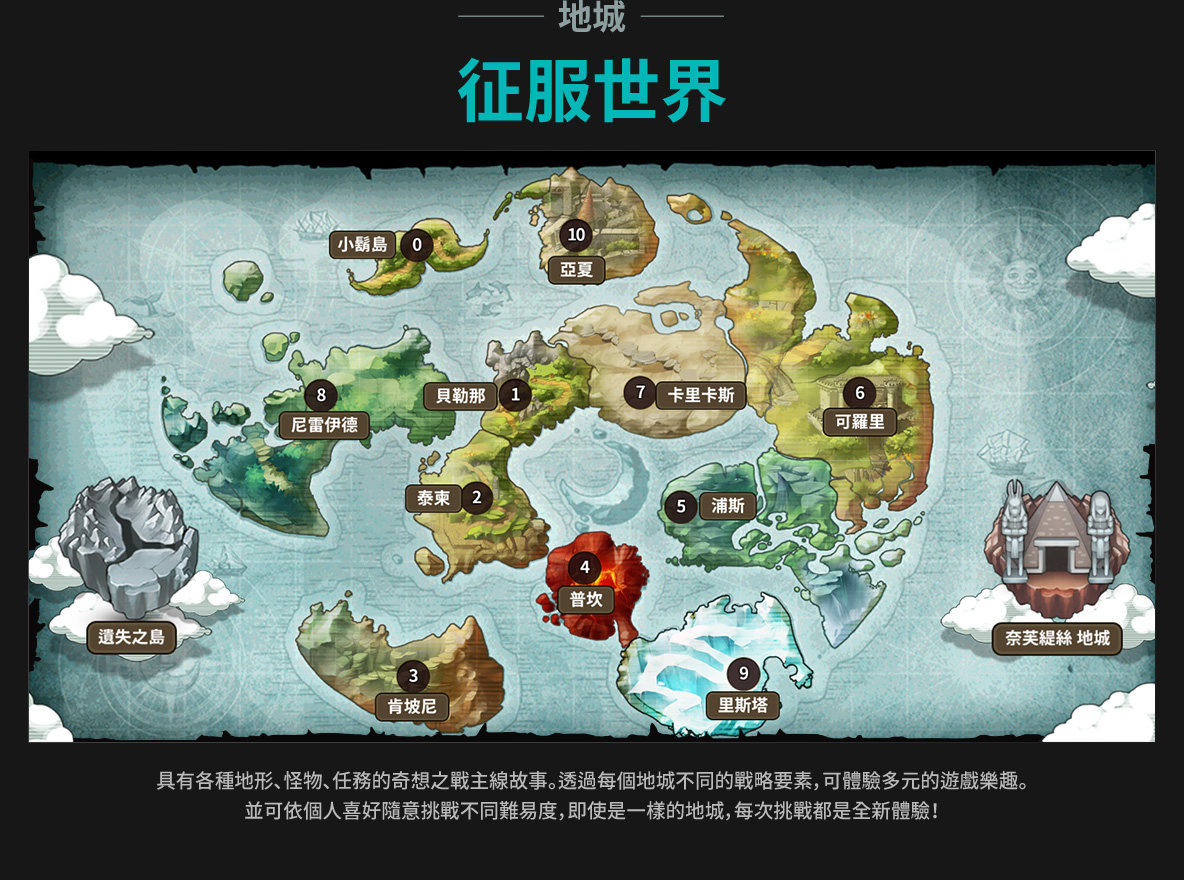 地城
征服世界
小鬍島 0
10
亞夏
8
尼雷伊德
貝勒那 1
7 卡里卡斯
6
可羅里
泰柬 2
5 浦斯
4
普坎
遺失之島
奈芙緹絲 地城
3
肯坡尼
9
里斯塔
具有各種地形、怪物、任務的奇想之戰主線故事。透過每個地城不同的戰略要素,可體驗多元的遊戲樂趣。
並可依個人喜好隨意挑戰不同難易度,即使是一樣的地城,每次挑戰都是全新體驗!